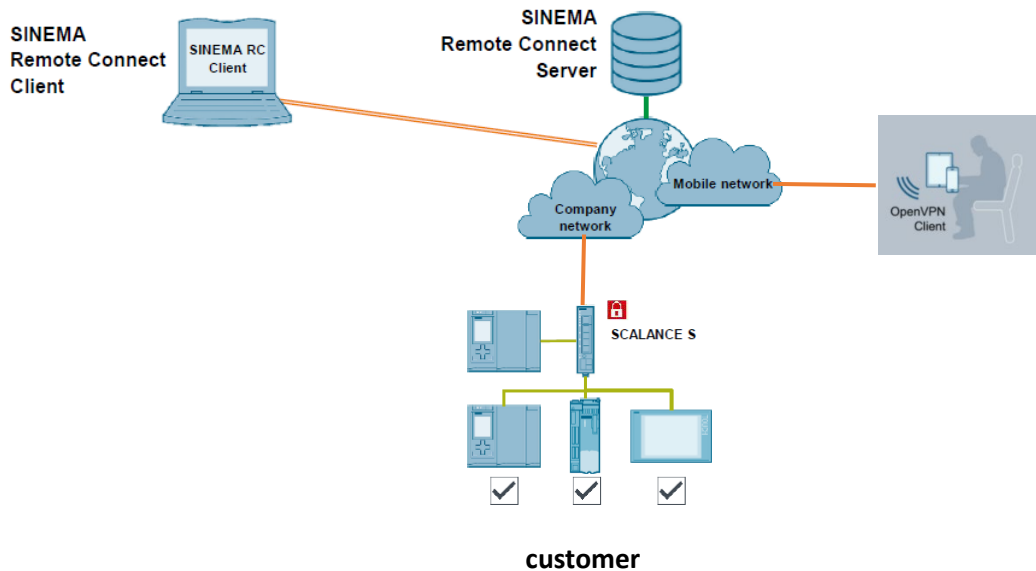 SINEMA
Remote Connect
Client
SINEMA RC
Client
SINEMA
Remote Connect
Server
Mobile network
Company
network
OpenVPN
Client
SCALANCE S
customer